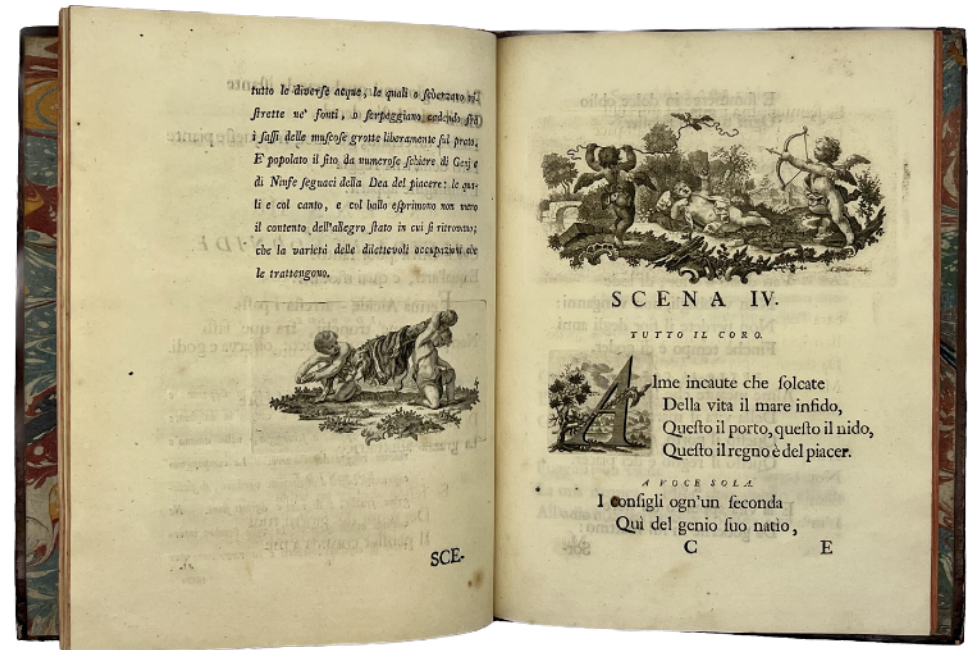 tutto le diverſe acque, le quali o ſcherzano ri-
ſtrette ne' fonti, o ſerpeggiano cadendo frà
i ſaſſi delle muſcoſe grotte liberamente ſul prato.
E popolato il ſito da numeroſe ſchiere di Genj e
di Ninfe ſeguaci della Dea del piacere: le qua-
li e col canto, e col ballo eſprimono non meno
il contento dell'allegro ſtato in cui ſi ritrovano;
che la varietà delle dilettevoli occupazioni che
le trattengono.
SCE-
SCENA IV.
TUTTO IL CORO.
Alme incaute che ſolcate
Della vita il mare infido,
Queſto il porto, queſto il nido,
Queſto il regno è del piacer.
A VOCE SOLA.
I conſigli ogn'un ſeconda
Quì del genio ſuo natìo,
C E